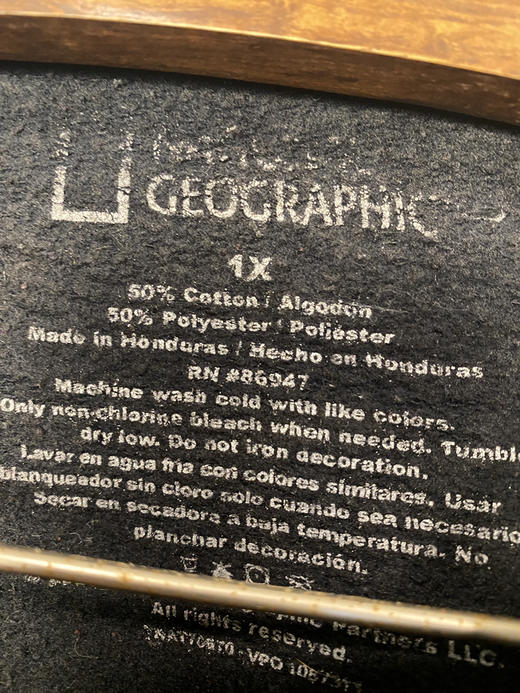 GEOGRAPHIC
1X
50% Cotton / Algodón
50% Polyester / Poliéster
Made in Honduras / Hecho en Honduras
RN #86947
Machine wash cold with like colors.
Only non-chlorine bleach when needed. Tumble
dry low. Do not iron decoration.
Lavar en agua fria con colores similares. Usar
blanqueador sin cloro solo cuando sea necesario
Secar en secadora a baja temperatura. No
planchar decoración.
Partners LLC.
All rights reserved.
VPO